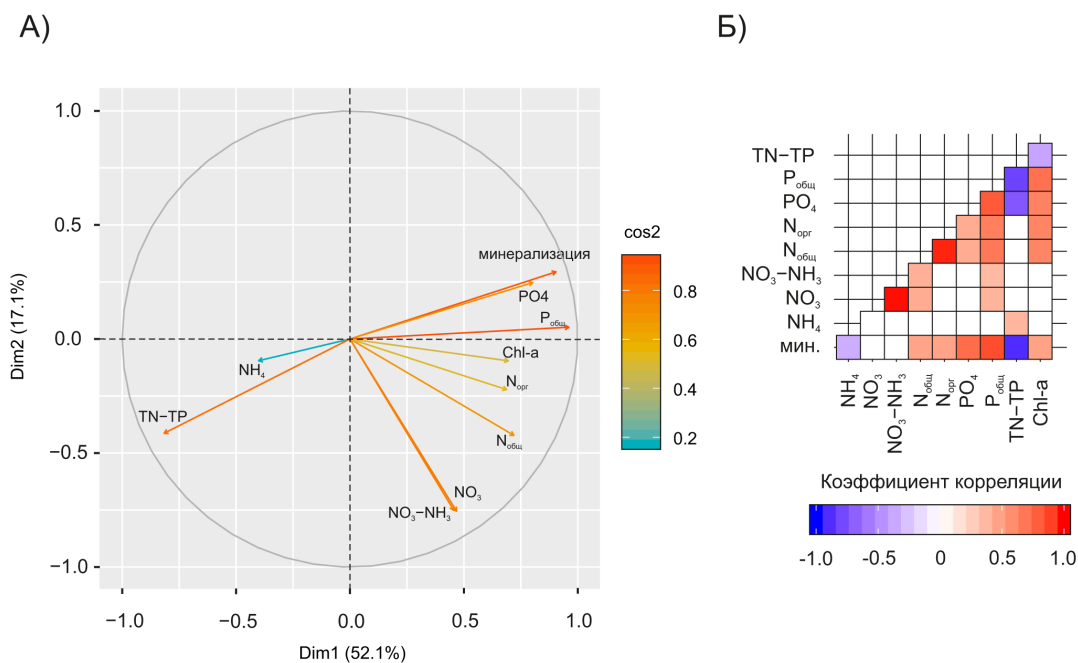 А)
Б)
1.0
0.5
0.0
−0.5
−1.0
Dim2 (17.1%)
минерализация
PO4
Pобщ
Chl-a
Nорг
Nобщ
NO₃
NO₃−NH₃
NH₄
TN−TP
−1.0
−0.5
0.0
0.5
1.0
Dim1 (52.1%)
cos2
0.8
0.6
0.4
0.2
TN−TP
Pобщ
PO₄
Nорг
Nобщ
NO₃−NH₃
NO₃
NH₄
мин.
NH₄
NO₃
NO₃−NH₃
Nобщ
Nорг
PO₄
Pобщ
TN−TP
Chl-a
Коэффициент корреляции
-1.0
-0.5
0
0.5
1.0